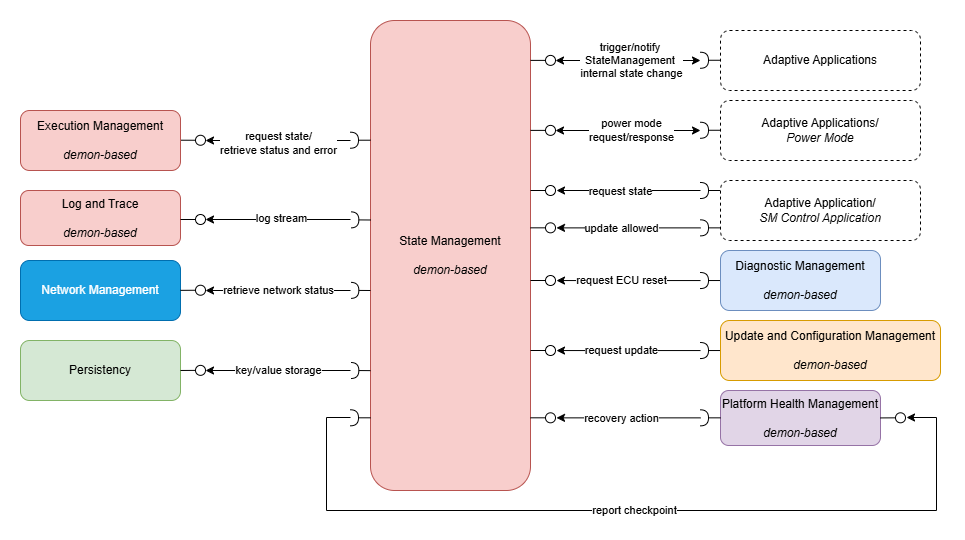 Execution Management
demon-based
request state/
retrieve status and error
Log and Trace
demon-based
log stream
Network Management
retrieve network status
Persistency
key/value storage
State Management
demon-based
trigger/notify
StateManagement
internal state change
Adaptive Applications
power mode
request/response
Adaptive Applications/
Power Mode
request state
update allowed
Adaptive Application/
SM Control Application
request ECU reset
Diagnostic Management
demon-based
request update
Update and Configuration Management
demon-based
recovery action
Platform Health Management
demon-based
report checkpoint